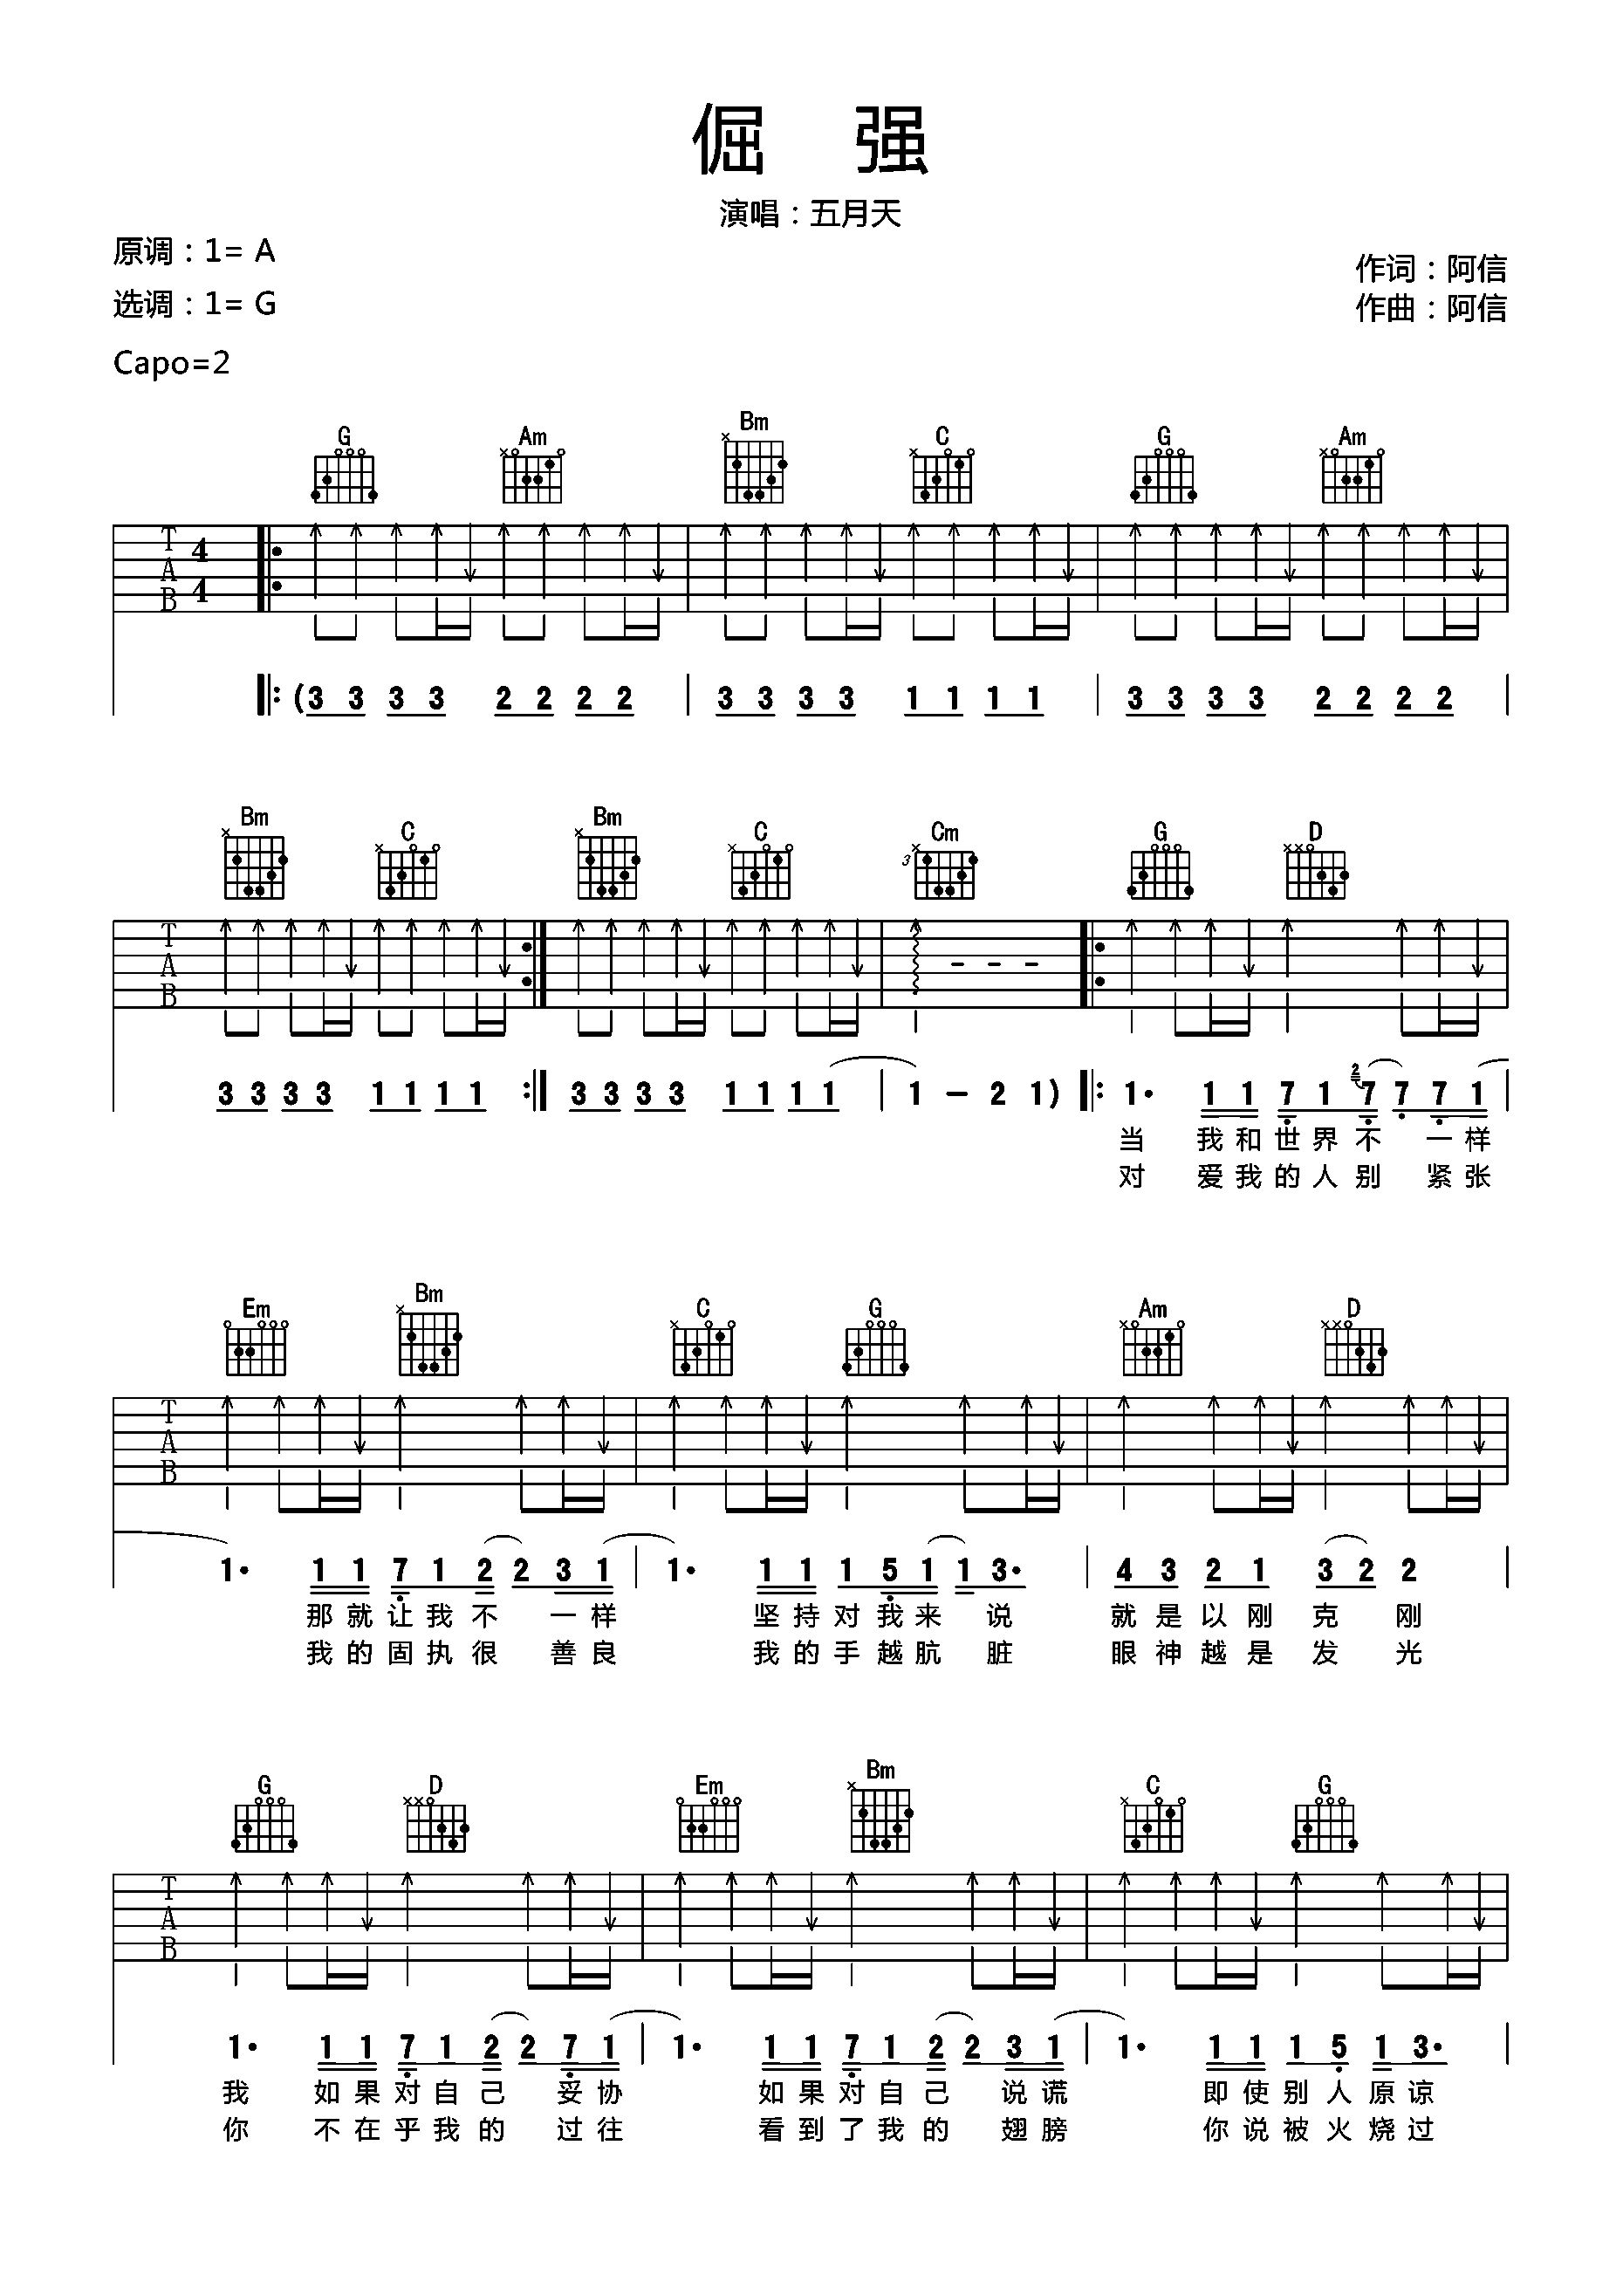 倔 强
演唱：五月天
原调：1= A
作词：阿信
选调：1= G
作曲：阿信
Capo=2
G Am Bm C G Am
T A B 4 4
(3 3 3 3 2 2 2 2 | 3 3 3 3 1 1 1 1 | 3 3 3 3 2 2 2 2 |
Bm C Bm C Cm G D
3
T A B
3 3 3 3 1 1 1 1 :| 3 3 3 3 1 1 1 1 | 1 – 2 1) |: 1· 1 1 7 1 2 7 7 7 1 |
当 我和世界不 一样
对 爱我的人别 紧张
Em Bm C G Am D
T A B
1· 1 1 7 1 2 2 3 1 | 1· 1 1 1 5 1 1 3· | 4 3 2 1 3 2 2 |
那就让我不 一样 坚持对我来 说 就是以刚克 刚
我的固执很 善良 我的手越肮 脏 眼神越是发 光
G D Em Bm C G
T A B
1· 1 1 7 1 2 2 7 1 | 1· 1 1 7 1 2 2 3 1 | 1· 1 1 1 5 1 3· |
我 如果对自己 妥协 如果对自己 说谎 即使别人原谅
你 不在乎我的 过往 看到了我的 翅膀 你说被火烧过